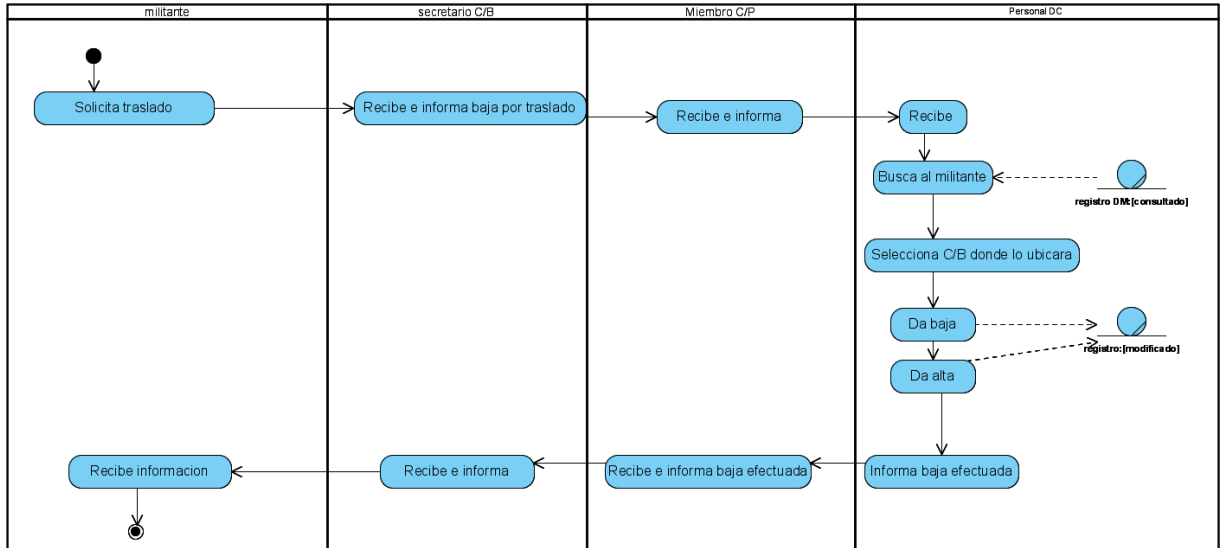 militante
secretario C/B
Miembro C/P
Personal DC
Solicita traslado
Recibe e informa baja por traslado
Recibe e informa
Recibe
Busca al militante
registro DM:[consultado]
Selecciona C/B donde lo ubicara
Da baja
registro:[modificado]
Da alta
Recibe informacion
Recibe e informa
Recibe e informa baja efectuada
Informa baja efectuada